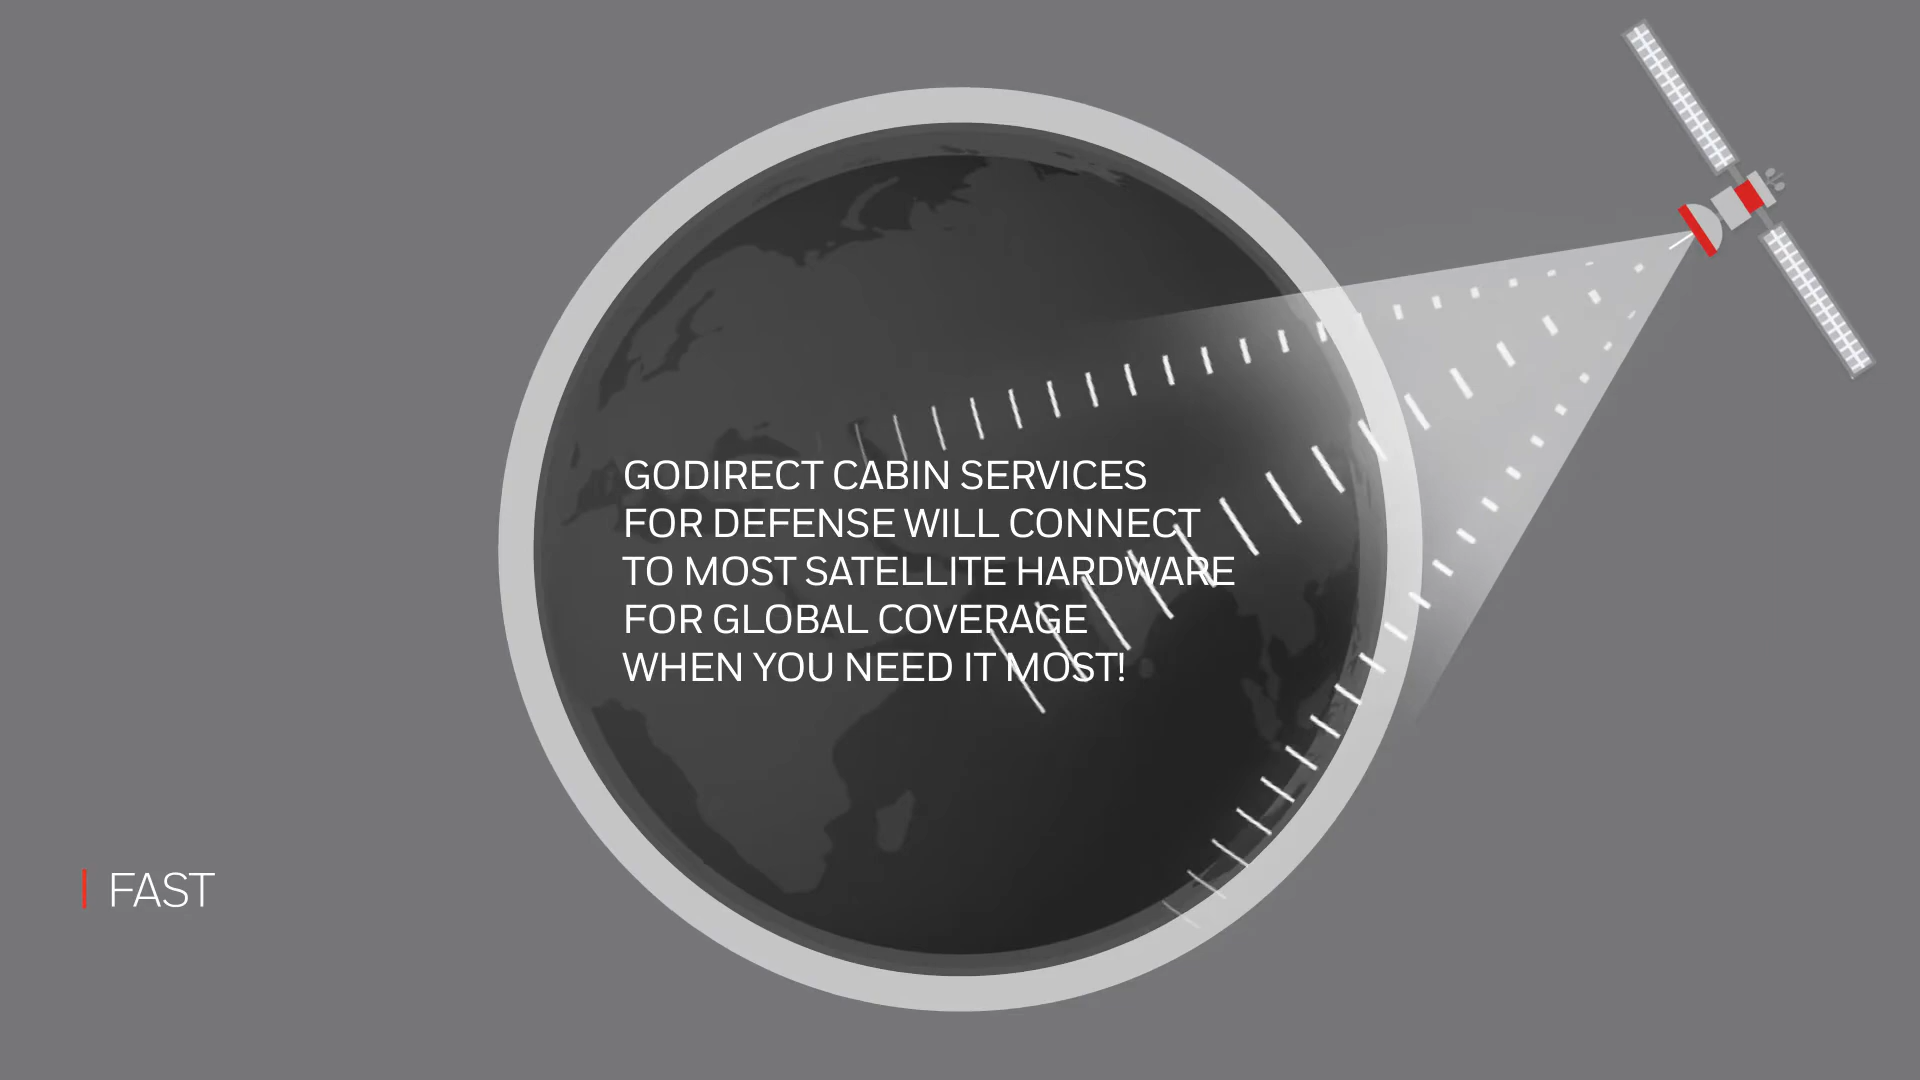 GODIRECT CABIN SERVICES
FOR DEFENSE WILL CONNECT
TO MOST SATELLITE HARDWARE
FOR GLOBAL COVERAGE
WHEN YOU NEED IT MOST!
FAST